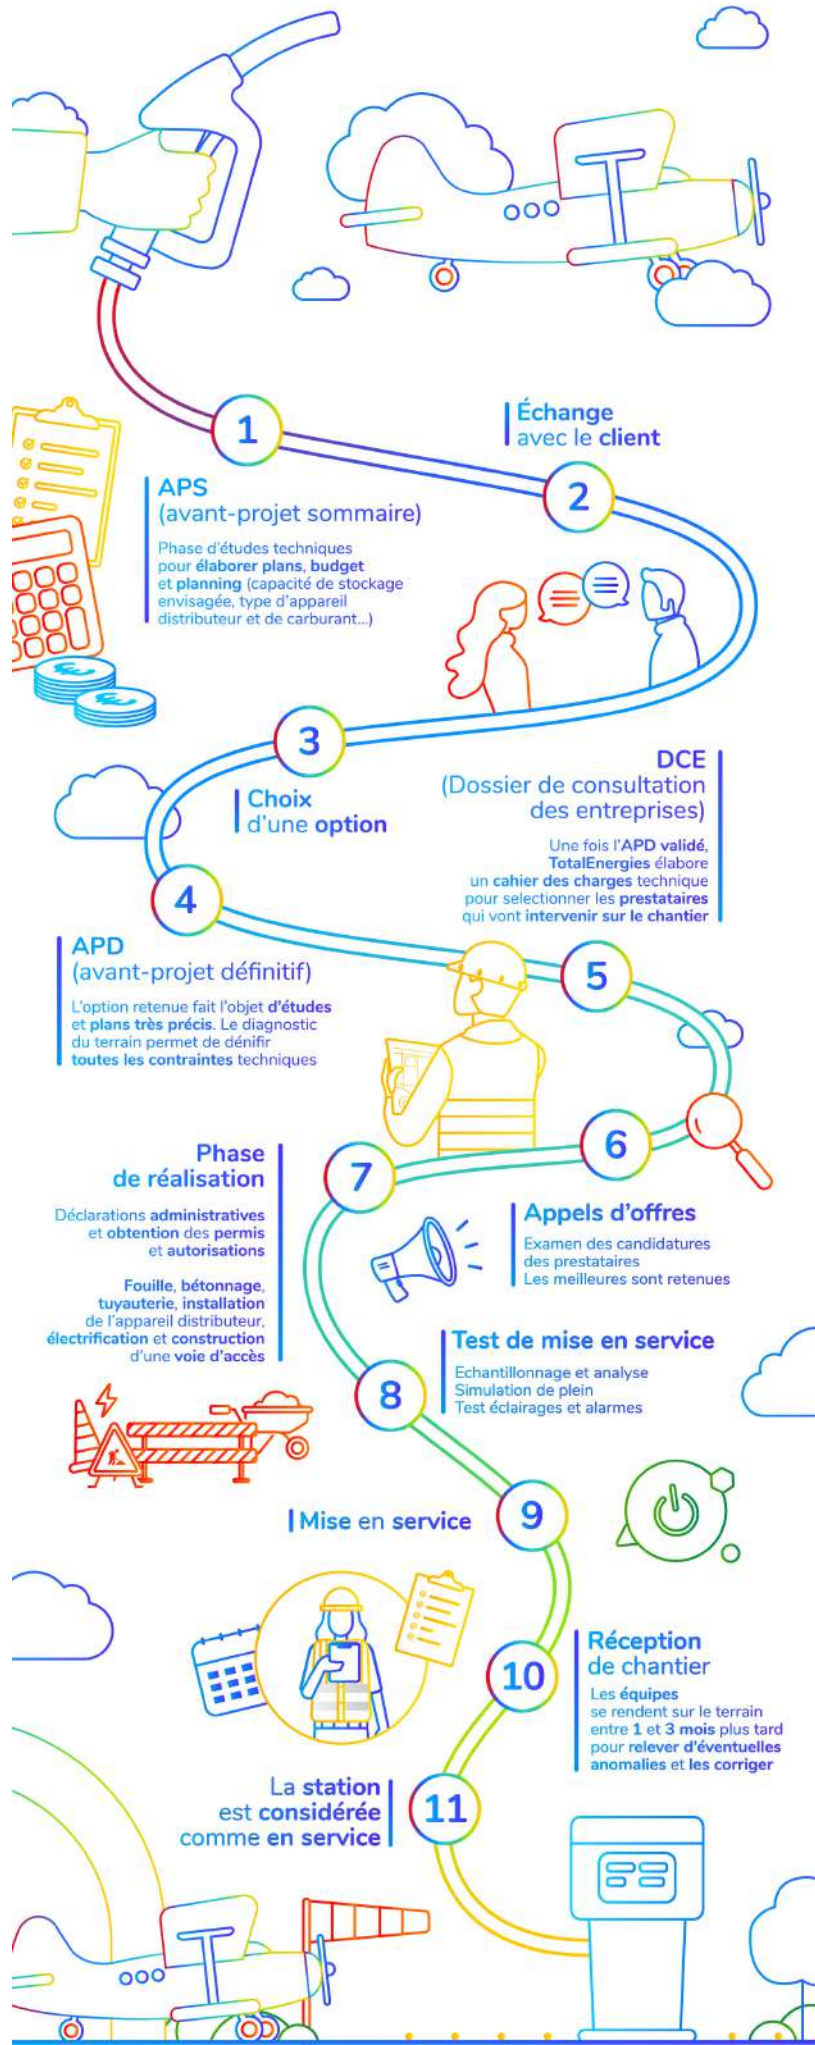 1
APS
(avant-projet sommaire)
Phase d'études techniques
pour élaborer plans, budget
et planning (capacité de stockage
envisagée, type d'appareil
distributeur et de carburant...)
Échange
avec le client
2
3
Choix
d'une option
4
APD
(avant-projet définitif)
L'option retenue fait l'objet d'études
et plans très précis. Le diagnostic
du terrain permet de dénifir
toutes les contraintes techniques
DCE
(Dossier de consultation
des entreprises)
Une fois l'APD validé,
TotalEnergies élabore
un cahier des charges technique
pour selectionner les prestataires
qui vont intervenir sur le chantier
5
6
Appels d'offres
Examen des candidatures
des prestataires
Les meilleures sont retenues
7
Phase
de réalisation
Déclarations administratives
et obtention des permis
et autorisations
Fouille, bétonnage,
tuyauterie, installation
de l'appareil distributeur,
électrification et construction
d'une voie d'accès
8
Test de mise en service
Echantillonnage et analyse
Simulation de plein
Test éclairages et alarmes
Mise en service
9
10
Réception
de chantier
Les équipes
se rendent sur le terrain
entre 1 et 3 mois plus tard
pour relever d'éventuelles
anomalies et les corriger
La station
est considérée
comme en service
11